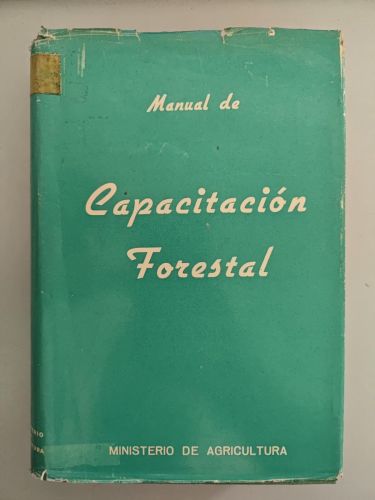 Manual de
Capacitación
Forestal
MINISTERIO DE AGRICULTURA